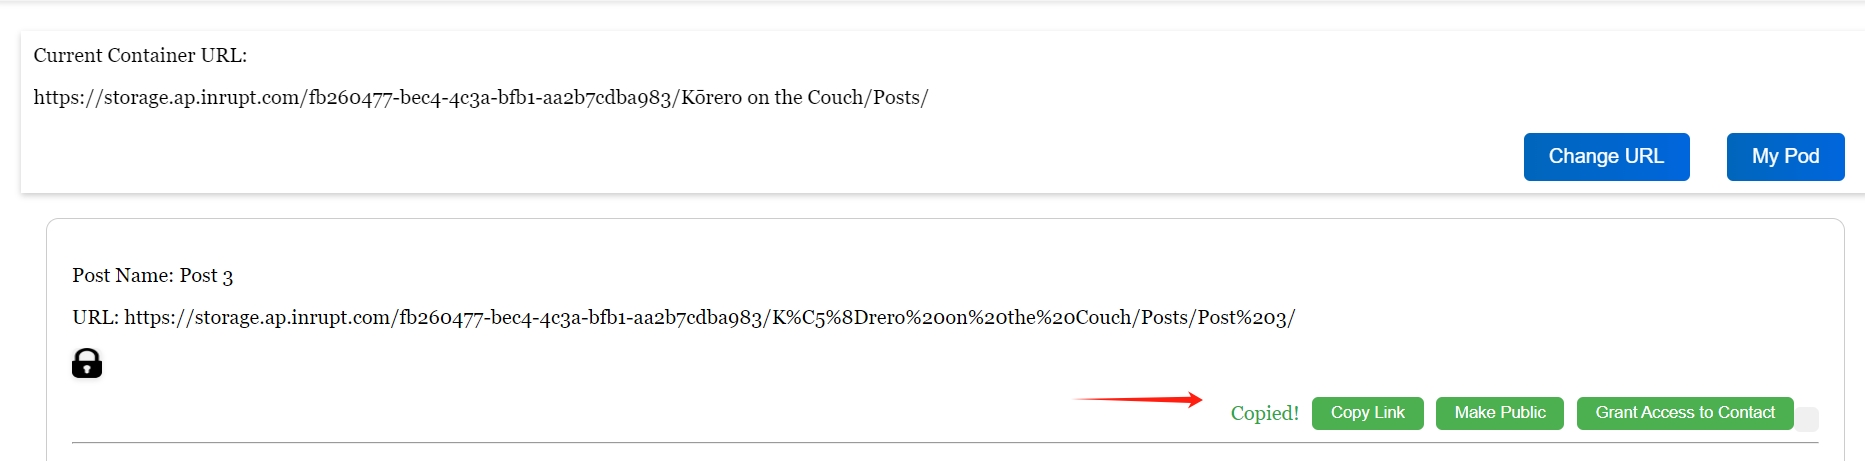 Current Container URL:
https://storage.ap.inrupt.com/fb260477-bec4-4c3a-bfb1-aa2b7cdba983/Kōrero on the Couch/Posts/
Change URL My Pod
Post Name: Post 3
URL: https://storage.ap.inrupt.com/fb260477-bec4-4c3a-bfb1-aa2b7cdba983/K%C5%8Drero%20on%20the%20Couch/Posts/Post%203/
Copied! Copy Link Make Public Grant Access to Contact